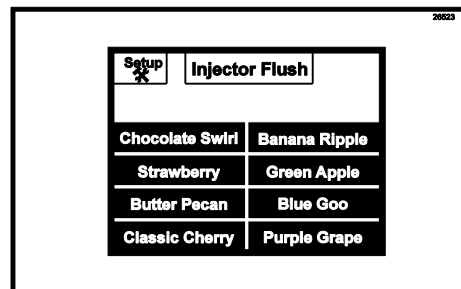 26523
Setup
Injector Flush
Chocolate Swirl Banana Ripple
Strawberry Green Apple
Butter Pecan Blue Goo
Classic Cherry Purple Grape